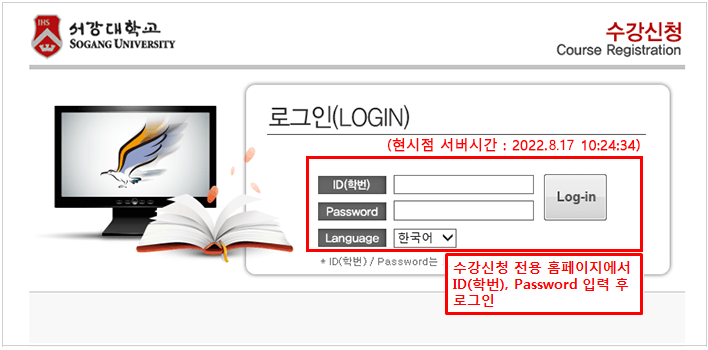 IHS
서강대학교
SOGANG UNIVERSITY
수강신청
Course Registration
로그인(LOGIN)
(현시점 서버시간 : 2022.8.17 10:24:34)
ID(학번)
Password
Log-in
Language 한국어
* ID(학번) / Password는
수강신청 전용 홈페이지에서
ID(학번), Password 입력 후
로그인